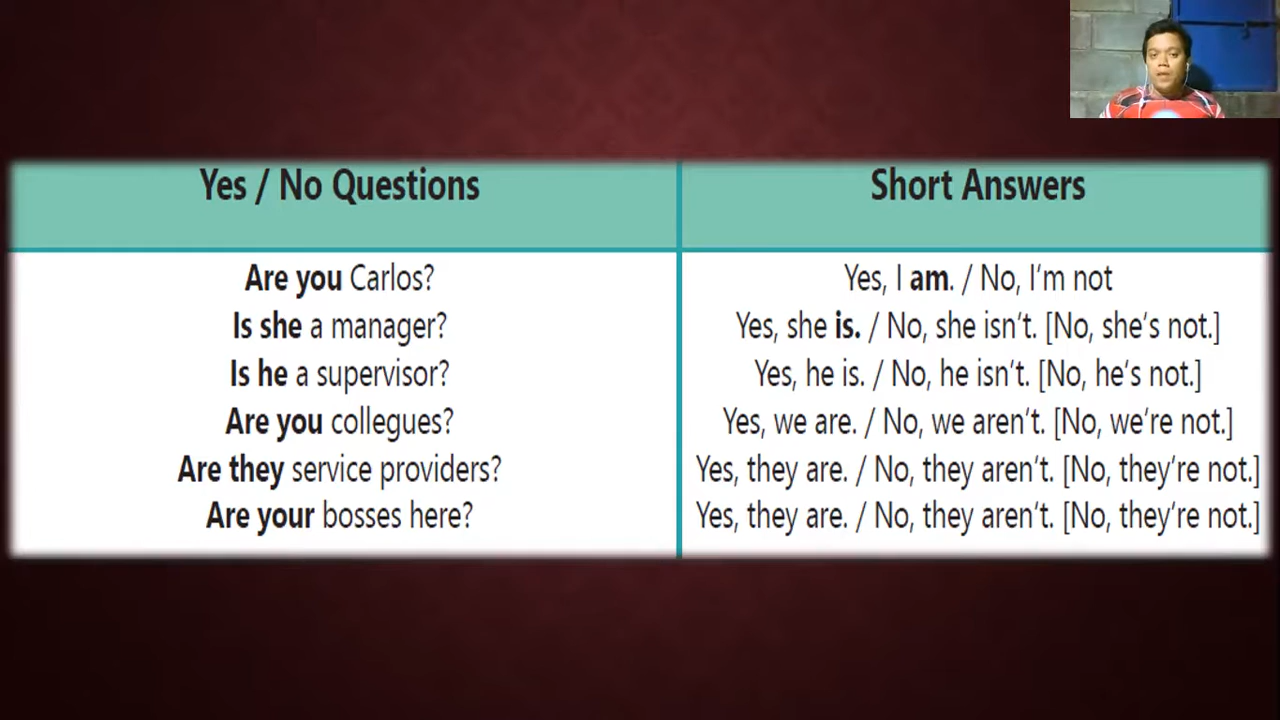 Yes / No Questions
Short Answers
Are you Carlos?
Yes, I am. / No, I'm not
Is she a manager?
Yes, she is. / No, she isn't. [No, she's not.]
Is he a supervisor?
Yes, he is. / No, he isn't. [No, he's not.]
Are you collegues?
Yes, we are. / No, we aren't. [No, we're not.]
Are they service providers?
Yes, they are. / No, they aren't. [No, they're not.]
Are your bosses here?
Yes, they are. / No, they aren't. [No, they're not.]